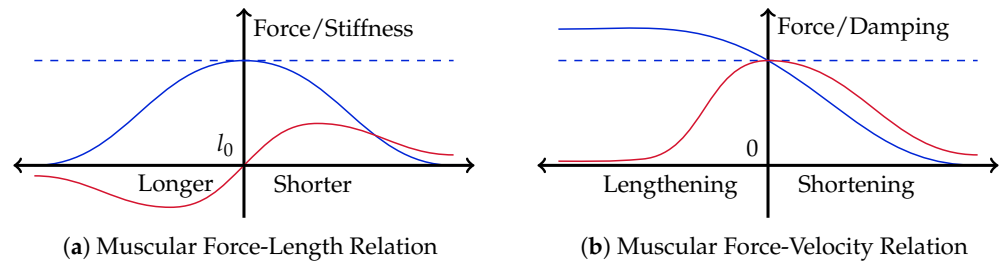 Force/Stiffness
l0
Longer
Shorter
(a) Muscular Force-Length Relation
Force/Damping
0
Lengthening
Shortening
(b) Muscular Force-Velocity Relation